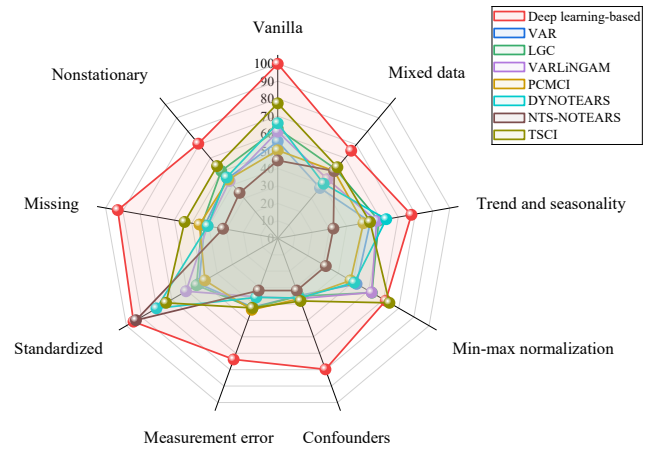 Vanilla
Deep learning-based
VAR
LGC
VARLiNGAM
PCMCI
DYNOTEARS
NTS-NOTEARS
TSCI
Nonstationary
Mixed data
100
90
80
70
60
50
40
30
20
10
0
Missing
Trend and seasonality
Standardized
Min-max normalization
Measurement error
Confounders